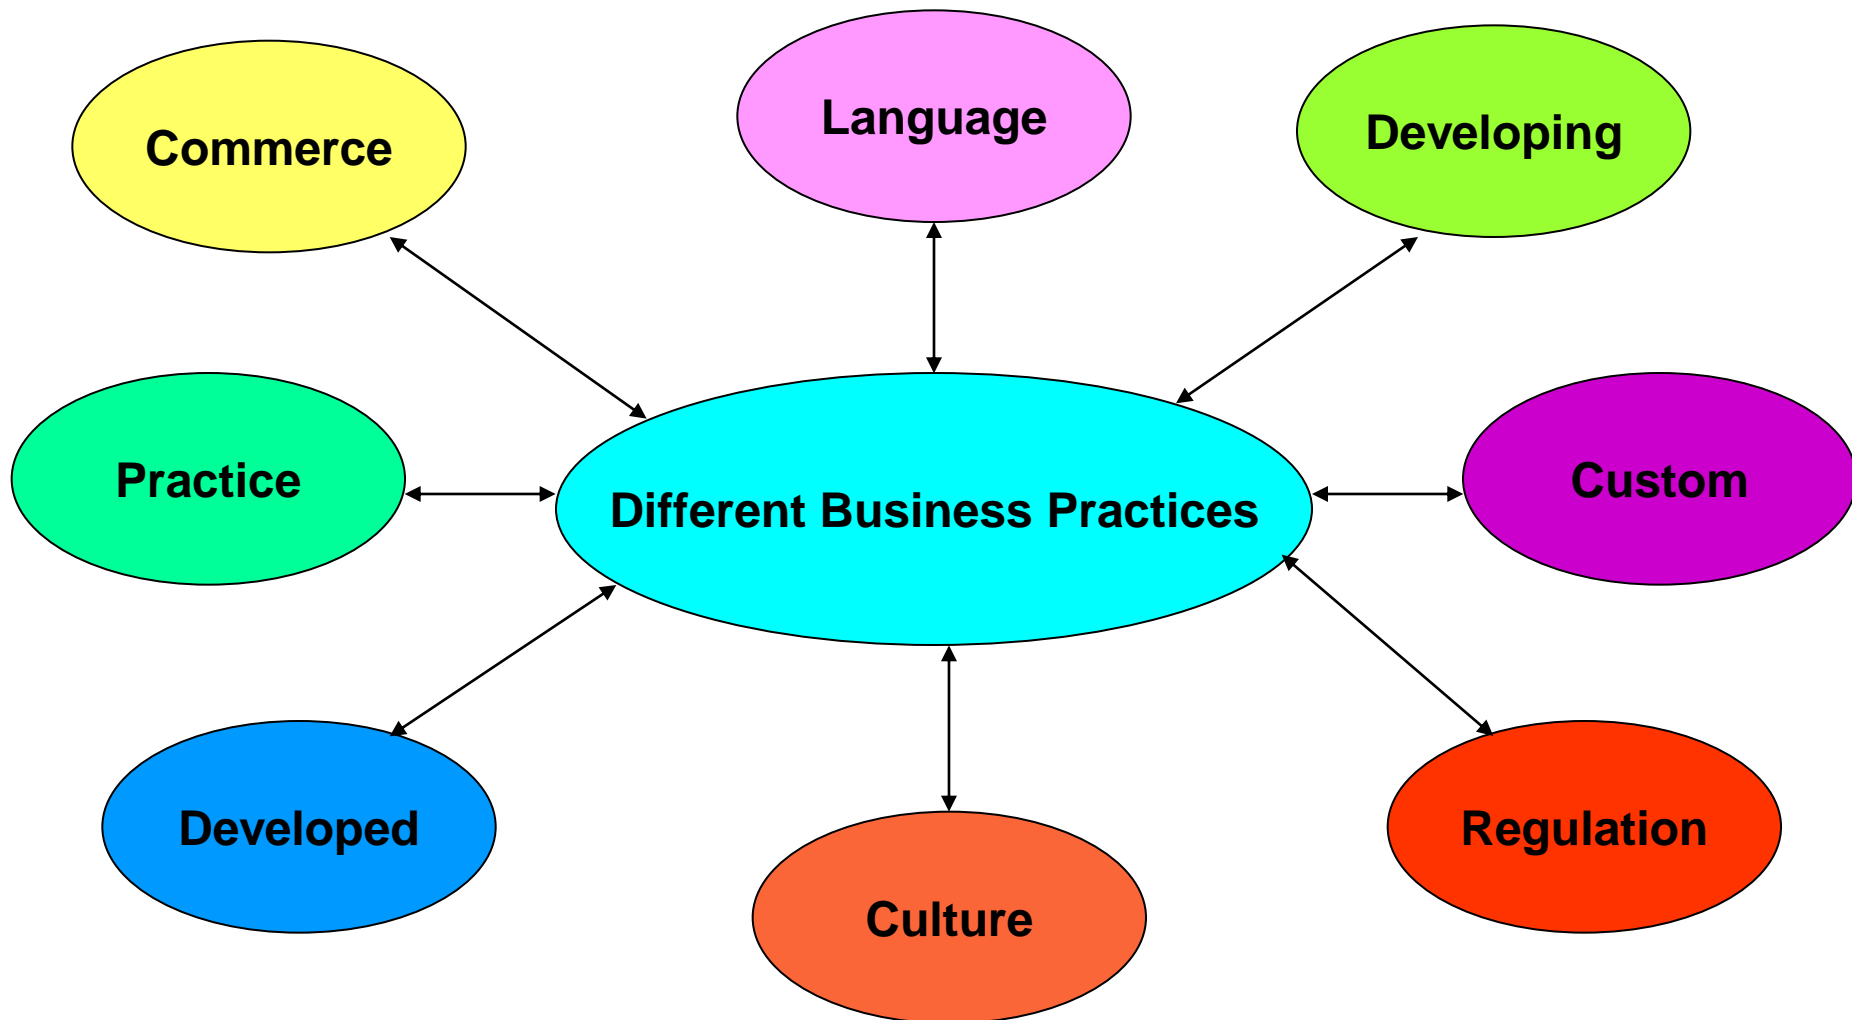 Commerce
Language
Developing
Practice
Different Business Practices
Custom
Developed
Culture
Regulation